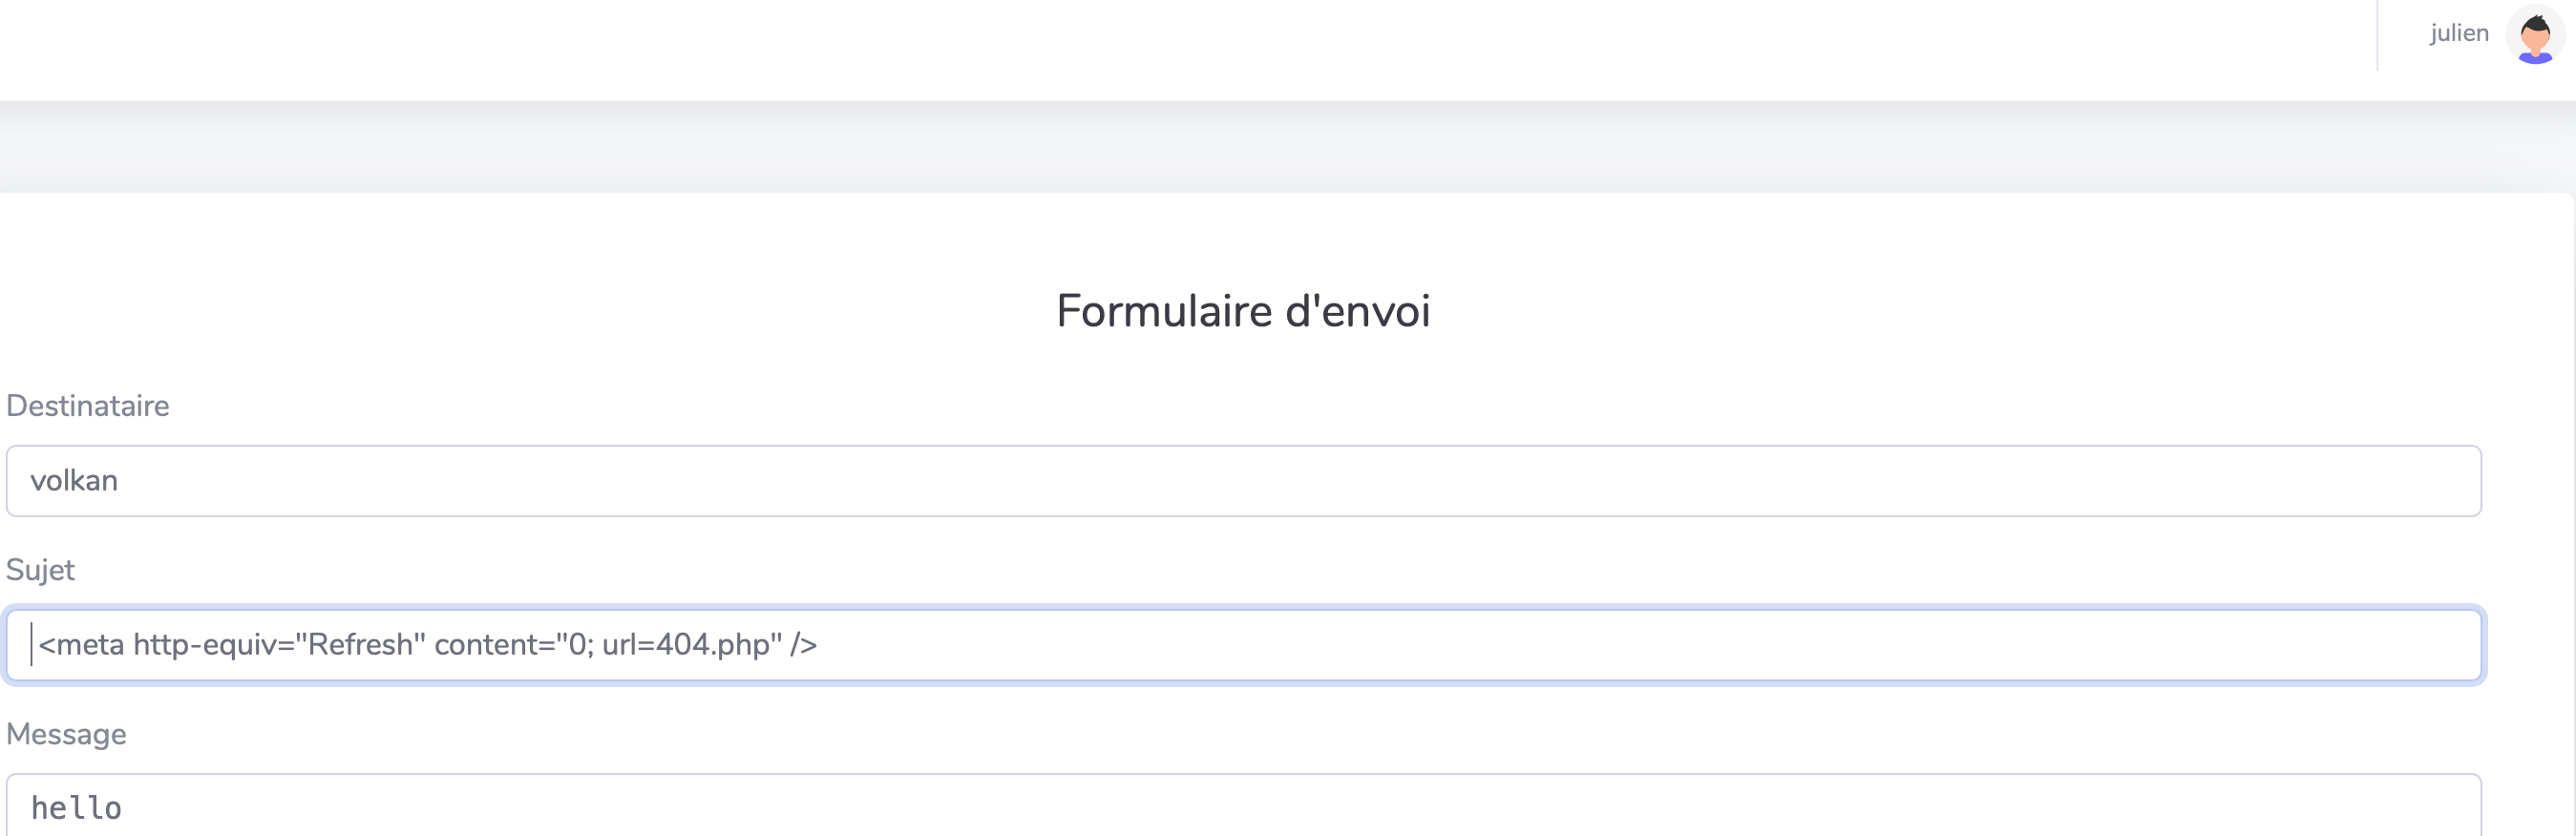 julien
Formulaire d'envoi
Destinataire
volkan
Sujet
<meta http-equiv="Refresh" content="0; url=404.php" />
Message
hello